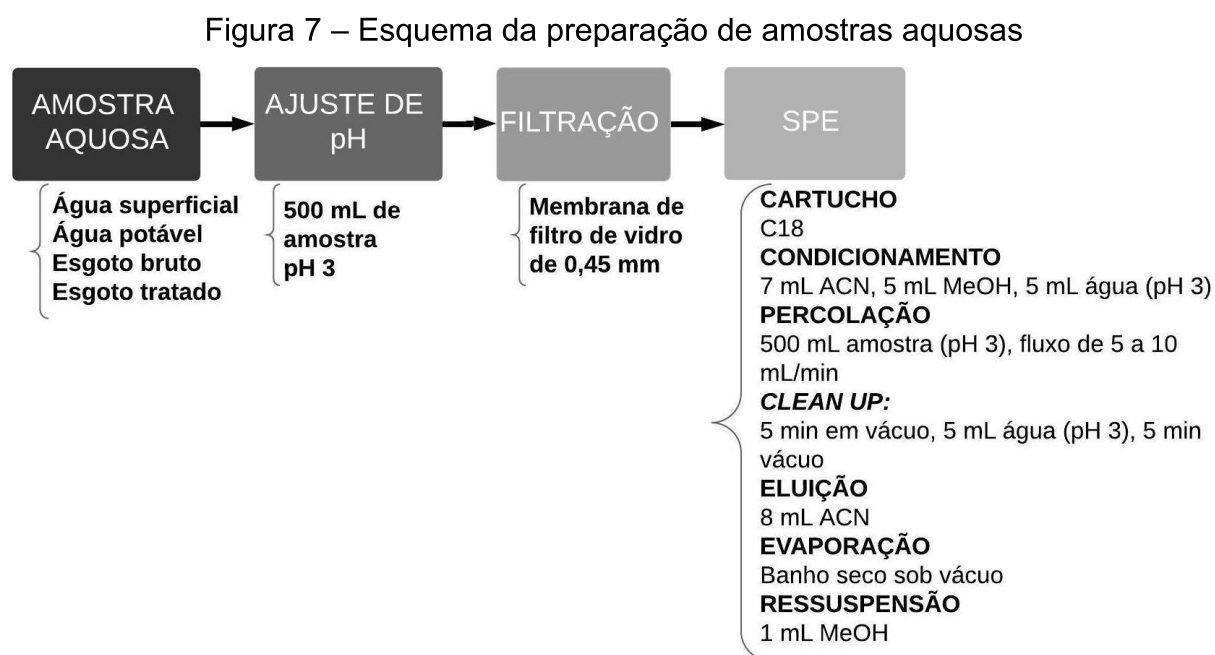 Figura 7 – Esquema da preparação de amostras aquosas
AMOSTRA
AQUOSA
AJUSTE DE
pH
FILTRAÇÃO
SPE
Água superficial
Água potável
Esgoto bruto
Esgoto tratado
500 mL de
amostra
pH 3
Membrana de
filtro de vidro
de 0,45 mm
CARTUCHO
C18
CONDICIONAMENTO
7 mL ACN, 5 mL MeOH, 5 mL água (pH 3)
PERCOLAÇÃO
500 mL amostra (pH 3), fluxo de 5 a 10
mL/min
CLEAN UP:
5 min em vácuo, 5 mL água (pH 3), 5 min
vácuo
ELUIÇÃO
8 mL ACN
EVAPORAÇÃO
Banho seco sob vácuo
RESSUSPENSÃO
1 mL MeOH